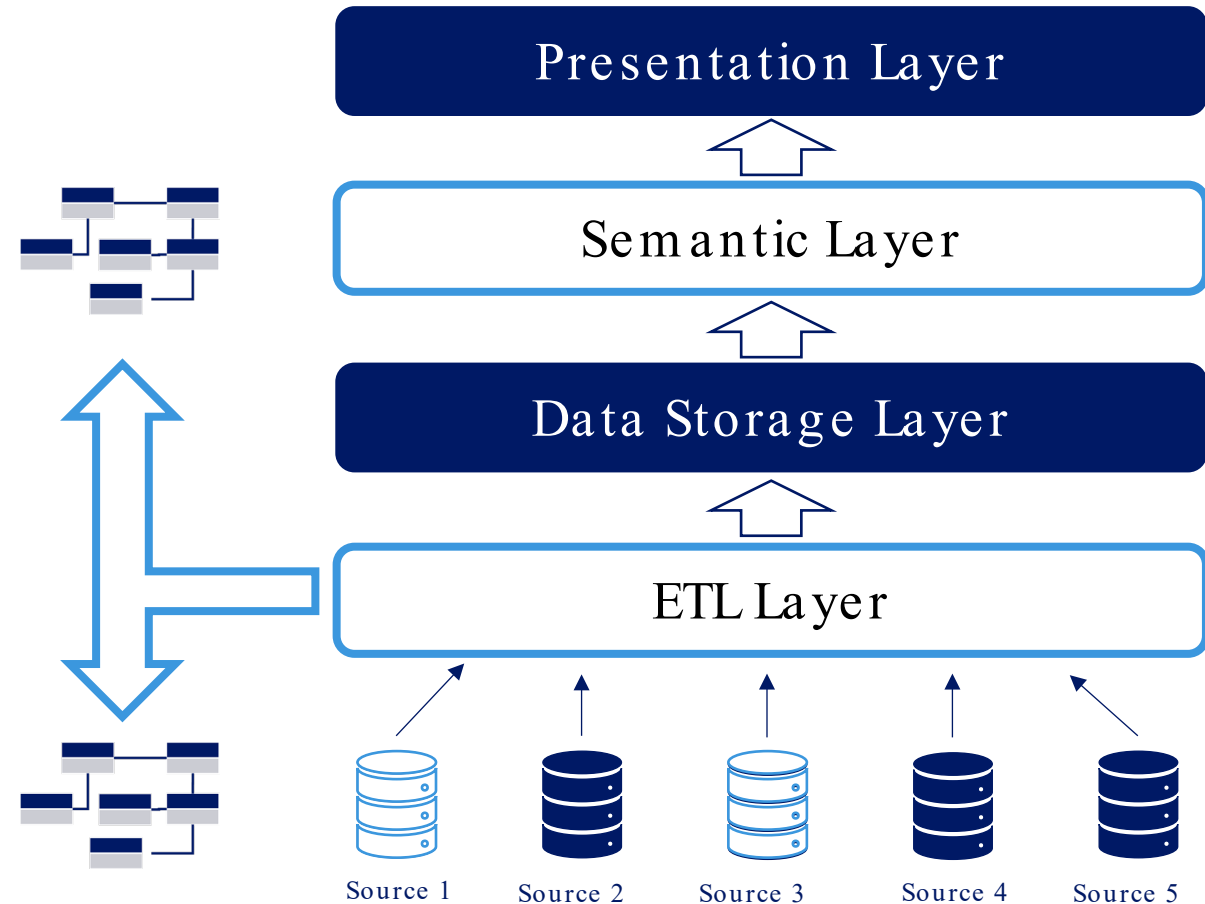 Presentation Layer
Semantic Layer
Data Storage Layer
ETL Layer
Source 1
Source 2
Source 3
Source 4
Source 5